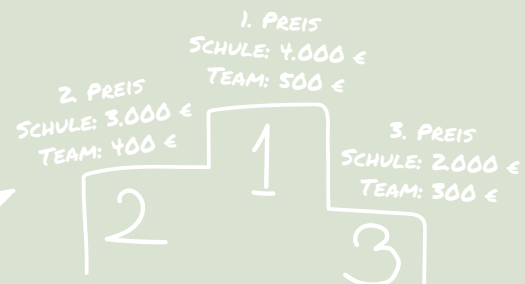 1. PREIS
SCHULE: 4.000 €
TEAM: 500 €
2. PREIS
SCHULE: 3.000 €
TEAM: 400 €
3. PREIS
SCHULE: 2.000 €
TEAM: 300 €
1
2
3